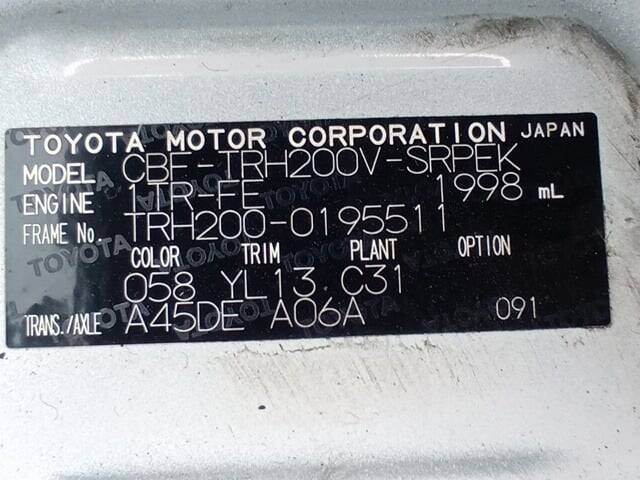 TOYOTA MOTOR CORPORATION JAPAN
MODEL CBF-TRH200V-SRPEK
ENGINE 1TR-FE 1998 mL
FRAME No. TRH200-0195511
COLOR TRIM PLANT OPTION
058 YL13 C31
TRANS./AXLE A45DE A06A 091